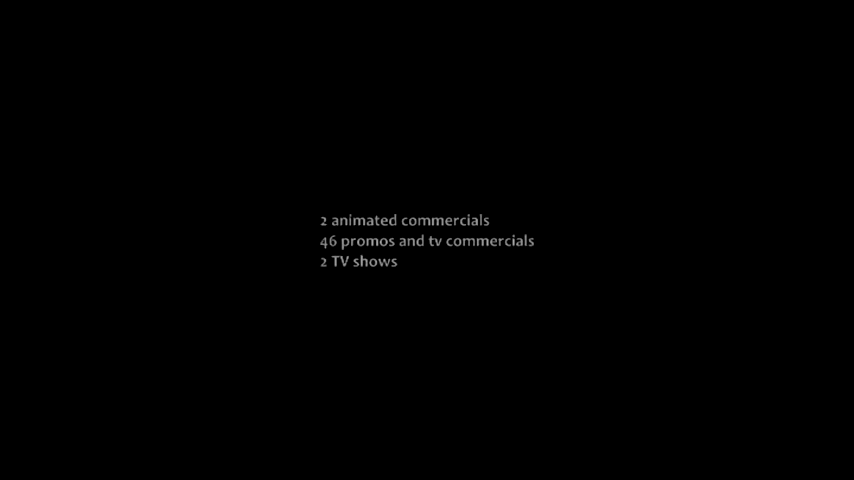 2 animated commercials
46 promos and tv commercials
2 TV shows